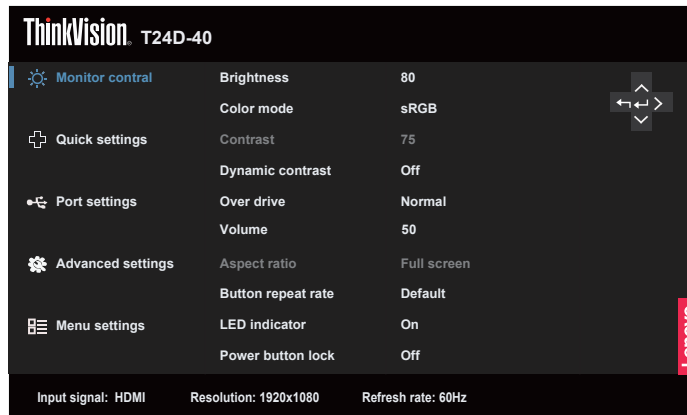 ThinkVision® T24D-40
Monitor contral Brightness 80
Color mode sRGB
Quick settings Contrast 75
Dynamic contrast Off
Port settings Over drive Normal
Volume 50
Advanced settings Aspect ratio Full screen
Button repeat rate Default
Menu settings LED indicator On
Power button lock Off
Input signal: HDMI Resolution: 1920x1080 Refresh rate: 60Hz